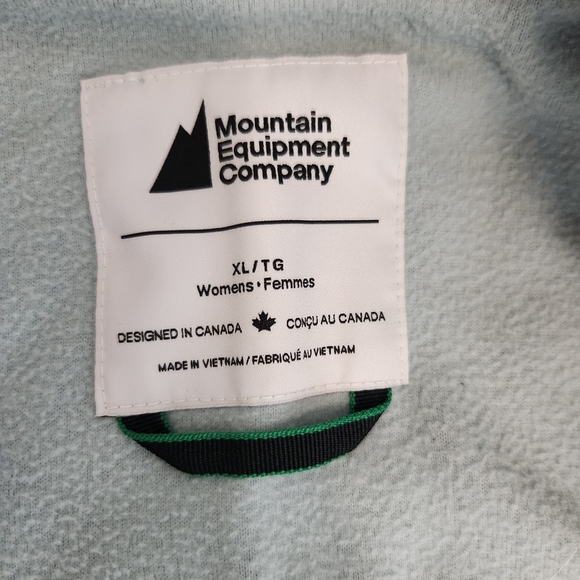 Mountain
Equipment
Company
XL/TG
Womens • Femmes
DESIGNED IN CANADA CONÇU AU CANADA
MADE IN VIETNAM / FABRIQUÉ AU VIETNAM